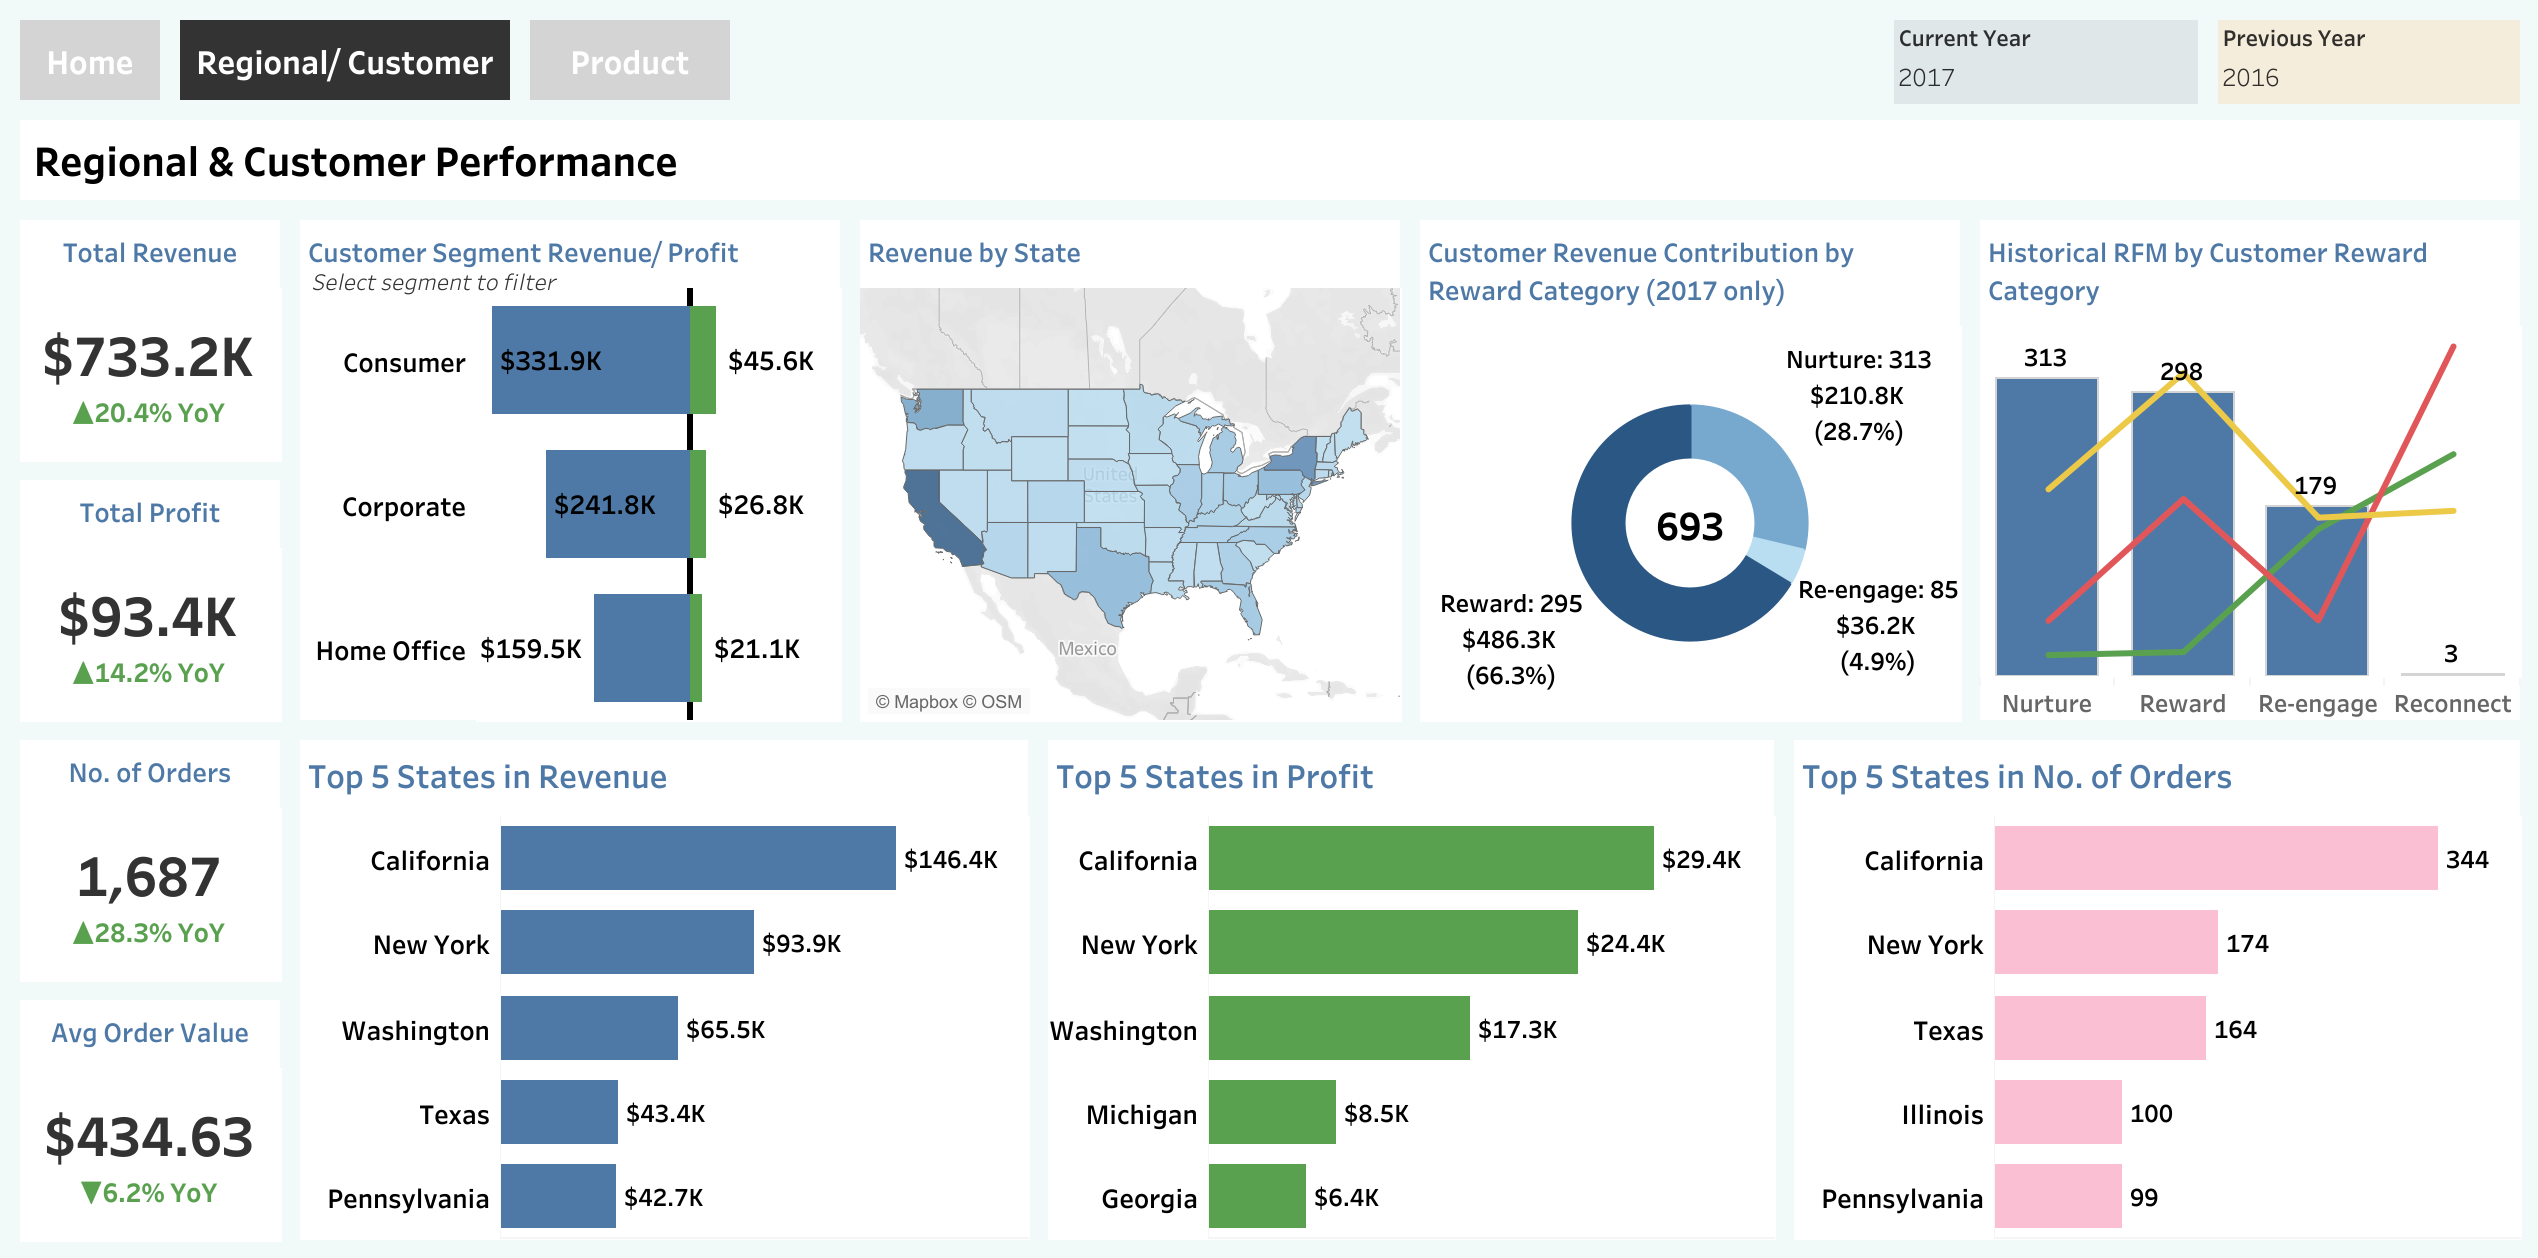 Home
Regional/ Customer
Product
Current Year
2017
Previous Year
2016
Regional & Customer Performance
Total Revenue
$733.2K
▲20.4% YoY
Total Profit
$93.4K
▲14.2% YoY
No. of Orders
1,687
▲28.3% YoY
Avg Order Value
$434.63
▼6.2% YoY
Customer Segment Revenue/ Profit
Select segment to filter
Consumer $331.9K $45.6K
Corporate $241.8K $26.8K
Home Office $159.5K $21.1K
Revenue by State
United
States
Mexico
© Mapbox © OSM
Customer Revenue Contribution by
Reward Category (2017 only)
Nurture: 313
$210.8K
(28.7%)
693
Re-engage: 85
$36.2K
(4.9%)
Reward: 295
$486.3K
(66.3%)
Historical RFM by Customer Reward
Category
313
298
179
3
Nurture Reward Re-engage Reconnect
Top 5 States in Revenue
California $146.4K
New York $93.9K
Washington $65.5K
Texas $43.4K
Pennsylvania $42.7K
Top 5 States in Profit
California $29.4K
New York $24.4K
Washington $17.3K
Michigan $8.5K
Georgia $6.4K
Top 5 States in No. of Orders
California 344
New York 174
Texas 164
Illinois 100
Pennsylvania 99